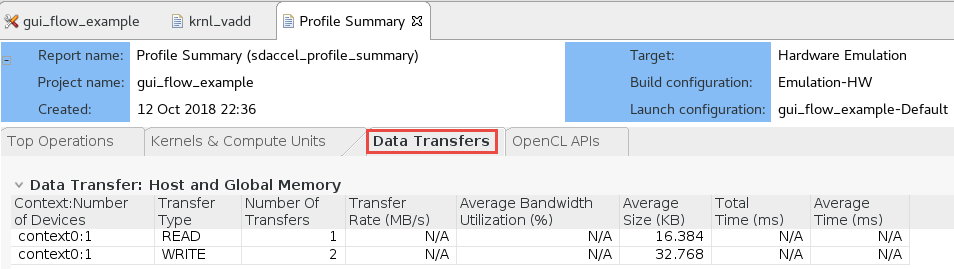 gui_flow_example krnl_vadd Profile Summary
Report name: Profile Summary (sdaccel_profile_summary) Target: Hardware Emulation
Project name: gui_flow_example Build configuration: Emulation-HW
Created: 12 Oct 2018 22:36 Launch configuration: gui_flow_example-Default
Top Operations Kernels & Compute Units Data Transfers OpenCL APIs
Data Transfer: Host and Global Memory
Context:Number Transfer Number Of Transfer Average Bandwidth Average Total Average
of Devices Type Transfers Rate (MB/s) Utilization (%) Size (KB) Time (ms) Time (ms)
context0:1 READ 1 N/A N/A 16.384 N/A N/A
context0:1 WRITE 2 N/A N/A 32.768 N/A N/A